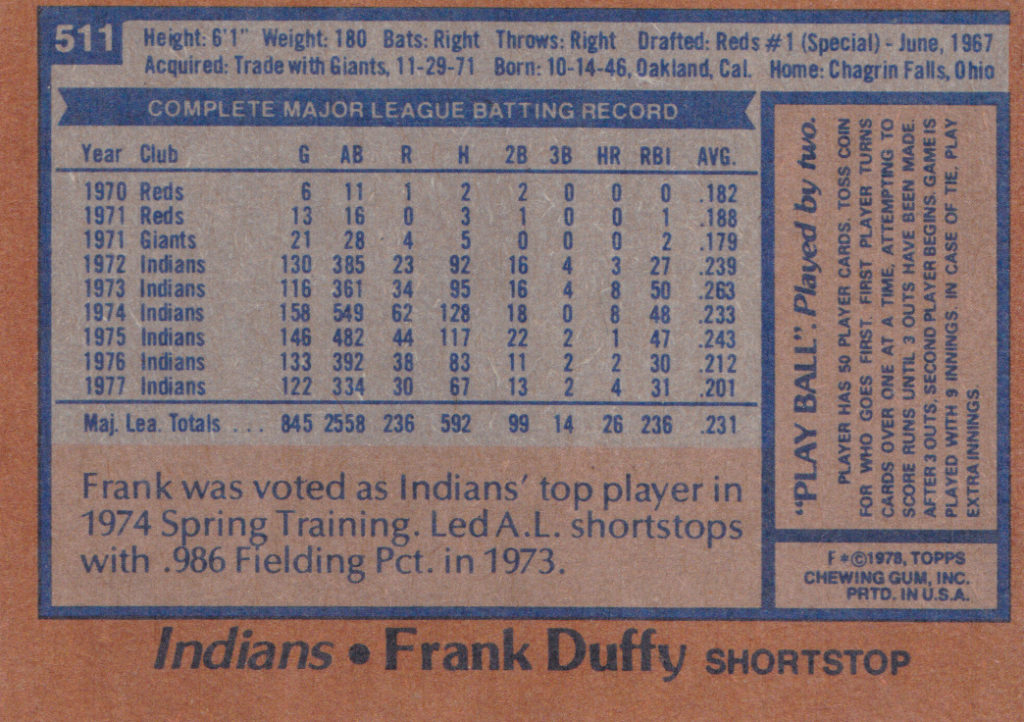 511
Height: 6'1" Weight: 180 Bats: Right Throws: Right Drafted: Reds #1 (Special) - June, 1967
Acquired: Trade with Giants, 11-29-71 Born: 10-14-46, Oakland, Cal. Home: Chagrin Falls, Ohio
COMPLETE MAJOR LEAGUE BATTING RECORD
Year Club G AB R H 2B 3B HR RBI AVG.
1970 Reds 6 11 1 2 2 0 0 0 .182
1971 Reds 13 16 0 3 1 0 0 1 .188
1971 Giants 21 28 4 5 0 0 0 2 .179
1972 Indians 130 385 23 92 16 4 3 27 .239
1973 Indians 116 361 34 95 16 4 8 50 .263
1974 Indians 158 549 62 128 18 0 8 48 .233
1975 Indians 146 482 44 117 22 2 1 47 .243
1976 Indians 133 392 38 83 11 2 2 30 .212
1977 Indians 122 334 30 67 13 2 4 31 .201
Maj. Lea. Totals ... 845 2558 236 592 99 14 26 236 .231
Frank was voted as Indians' top player in
1974 Spring Training. Led A.L. shortstops
with .986 Fielding Pct. in 1973.
"PLAY BALL". Played by two.
PLAYER HAS 50 PLAYER CARDS. TOSS COIN
FOR WHO GOES FIRST. FIRST PLAYER TURNS
CARDS OVER ONE AT A TIME, ATTEMPTING TO
SCORE RUNS UNTIL 3 OUTS HAVE BEEN MADE.
AFTER 3 OUTS, SECOND PLAYER BEGINS. GAME IS
PLAYED WITH 9 INNINGS. IN CASE OF TIE, PLAY
EXTRA INNINGS.
F*©1978, TOPPS
CHEWING GUM, INC.
PRTD. IN U.S.A.
Indians • Frank Duffy SHORTSTOP